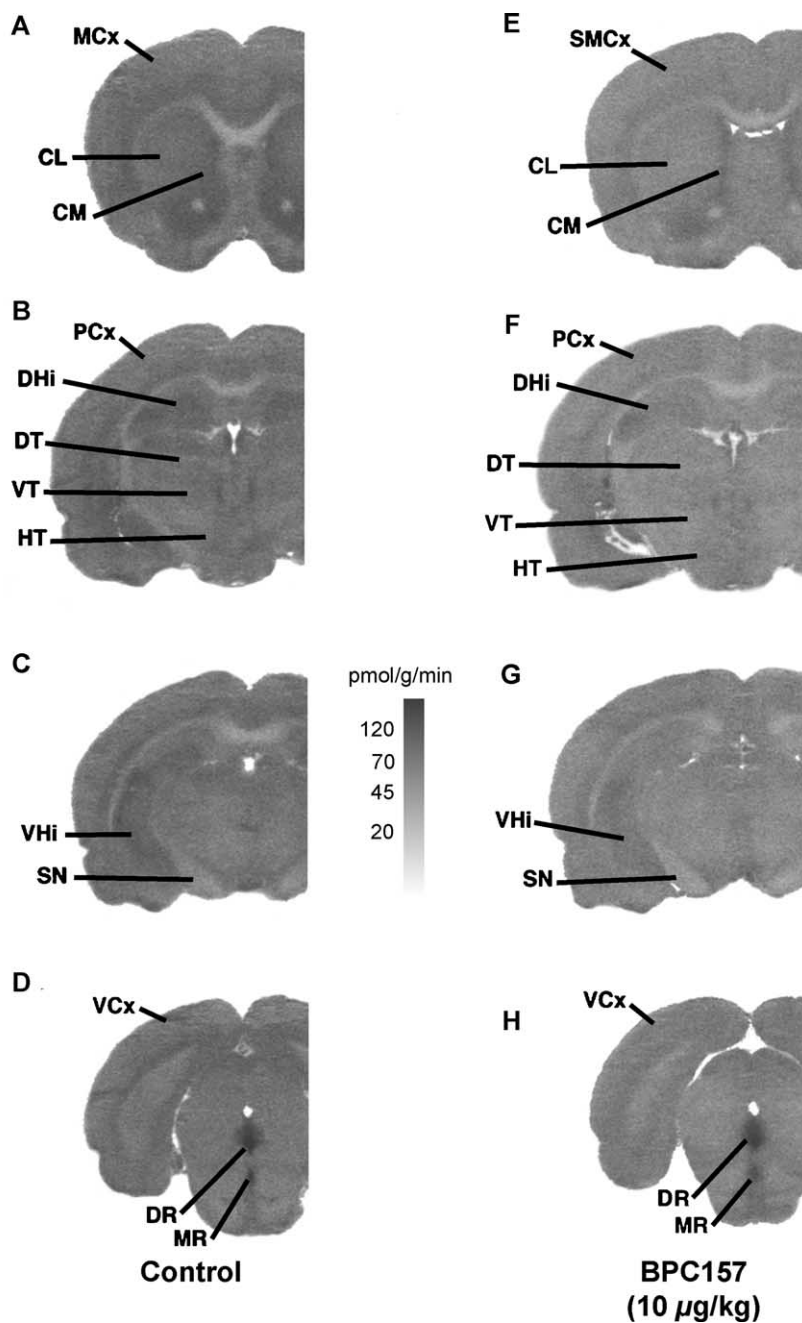 A
MCx
CL
CM
B
PCx
DHi
DT
VT
HT
C
VHi
SN
D
VCx
DR
MR
Control
pmol/g/min
120
70
45
20
E
SMCx
CL
CM
F
PCx
DHi
DT
VT
HT
G
VHi
SN
H
VCx
DR
MR
BPC157
(10 µg/kg)